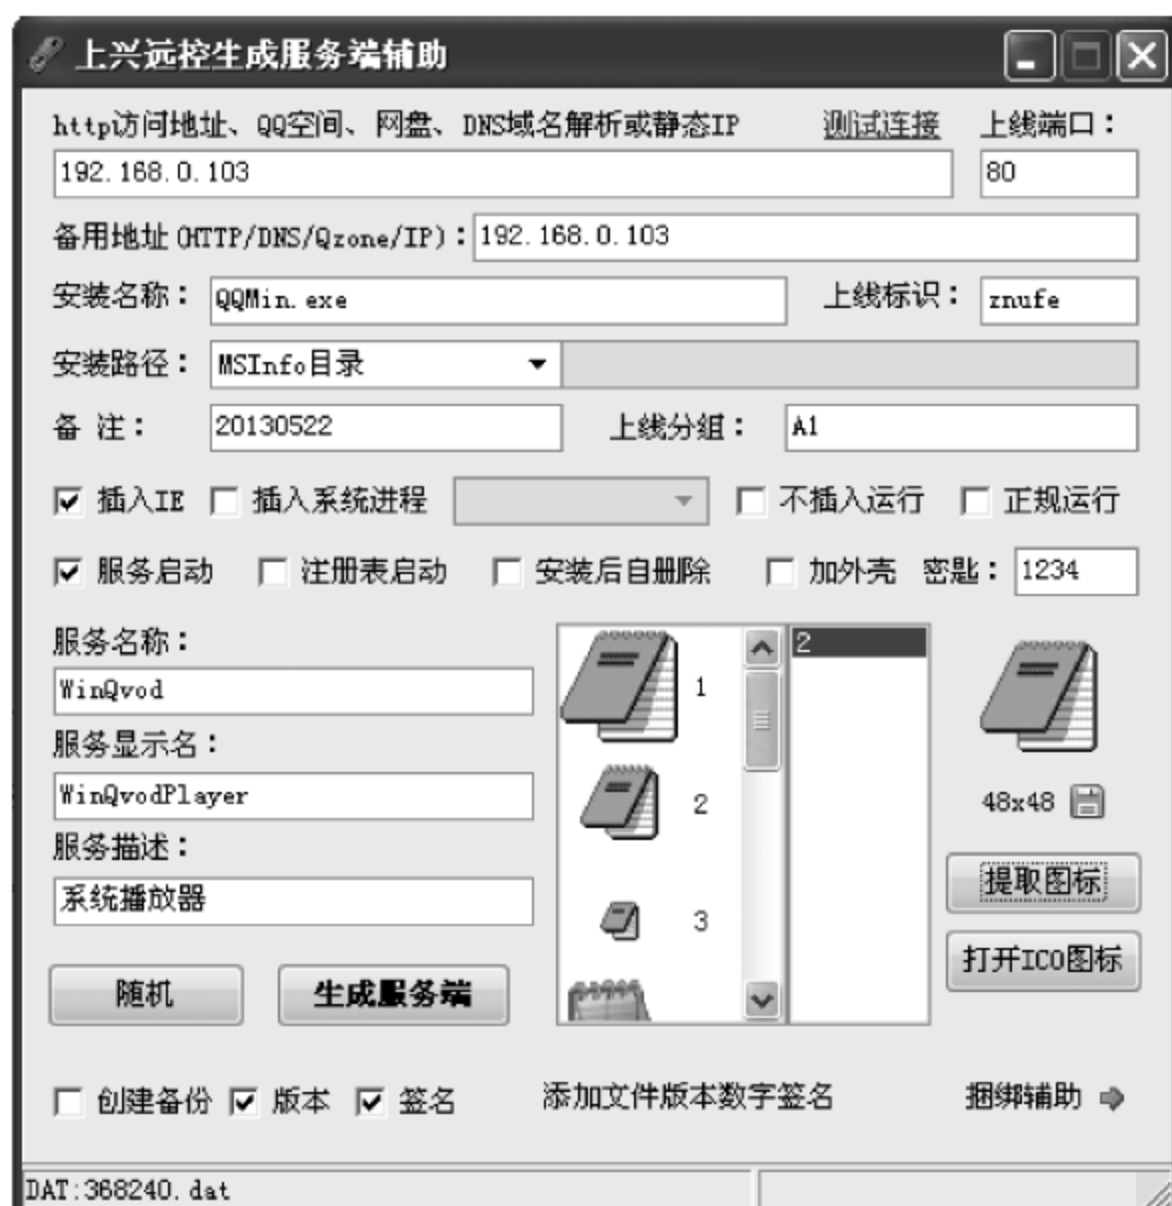 上兴远控生成服务端辅助
http访问地址、QQ空间、网盘、DNS域名解析或静态IP 测试连接 上线端口：
192.168.0.103 80
备用地址(HTTP/DNS/Qzone/IP)：192.168.0.103
安装名称： QQMin.exe 上线标识： znufe
安装路径： MSInfo目录
备 注： 20130522 上线分组： A1
插入IE 插入系统进程 不插入运行 正规运行
服务启动 注册表启动 安装后自册除 加外壳 密匙： 1234
服务名称：
WinQvod
服务显示名：
WinQvodPlayer
服务描述：
系统播放器
随机 生成服务端
1
2
3
2
48x48
提取图标
打开ICO图标
创建备份 版本 签名 添加文件版本数字签名 捆绑辅助
DAT:368240.dat